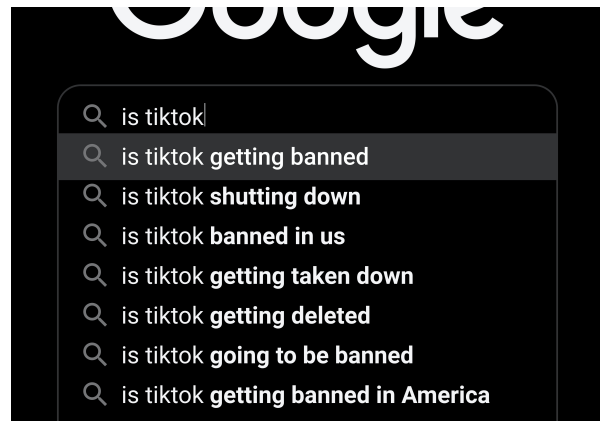 Google
is tiktok
is tiktok getting banned
is tiktok shutting down
is tiktok banned in us
is tiktok getting taken down
is tiktok getting deleted
is tiktok going to be banned
is tiktok getting banned in America